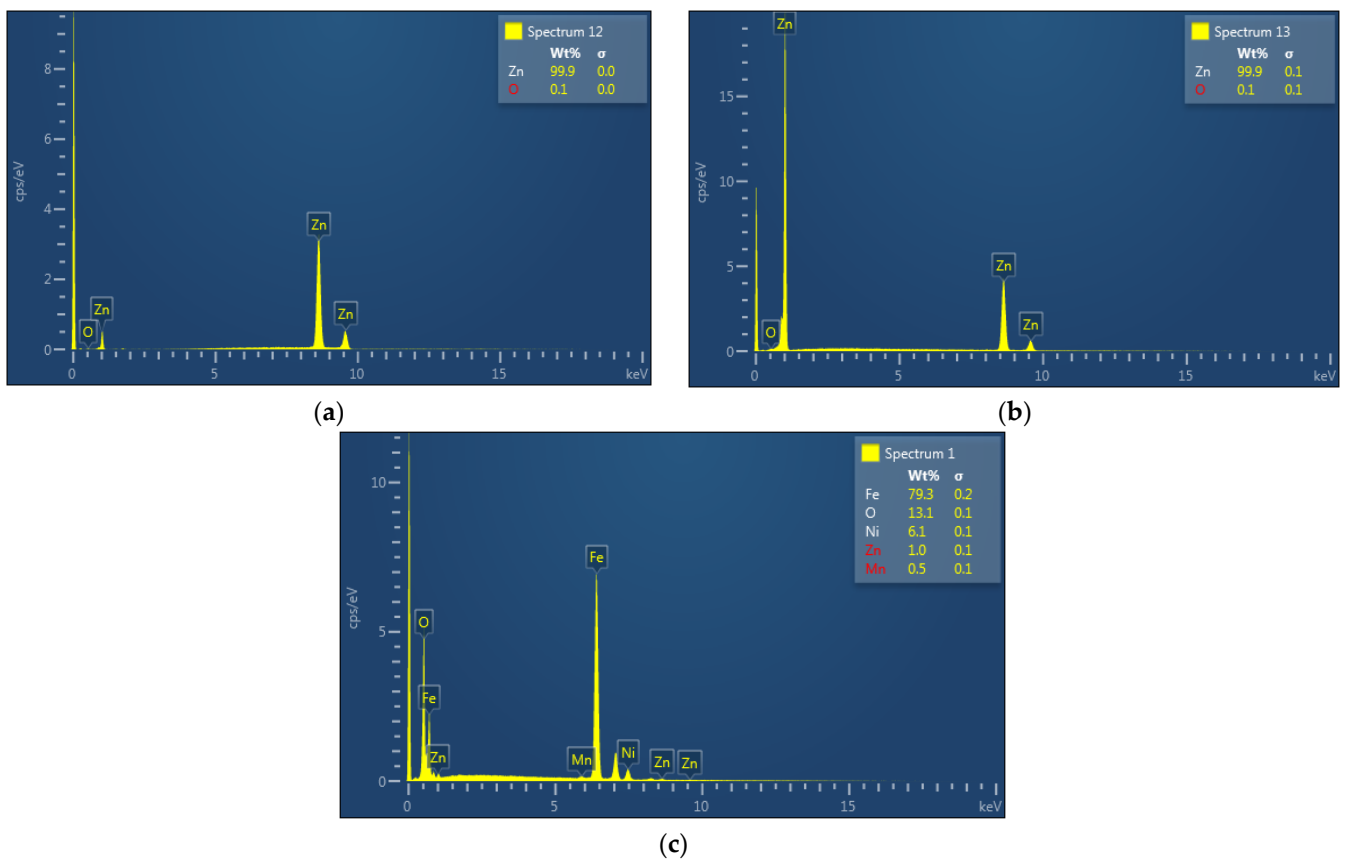 Spectrum 12
Wt% σ
Zn 99.9 0.0
O 0.1 0.0
cps/eV
8
6
4
2
0
Zn
Zn
Zn
O
0 5 10 15 keV
(a)
Spectrum 13
Wt% σ
Zn 99.9 0.1
O 0.1 0.1
cps/eV
15
10
5
0
Zn
Zn
Zn
O
0 5 10 15 keV
(b)
Spectrum 1
Wt% σ
Fe 79.3 0.2
O 13.1 0.1
Ni 6.1 0.1
Zn 1.0 0.1
Mn 0.5 0.1
cps/eV
10
5
0
Fe
O
Fe
Zn Mn Ni Zn Zn
0 5 10 15 keV
(c)